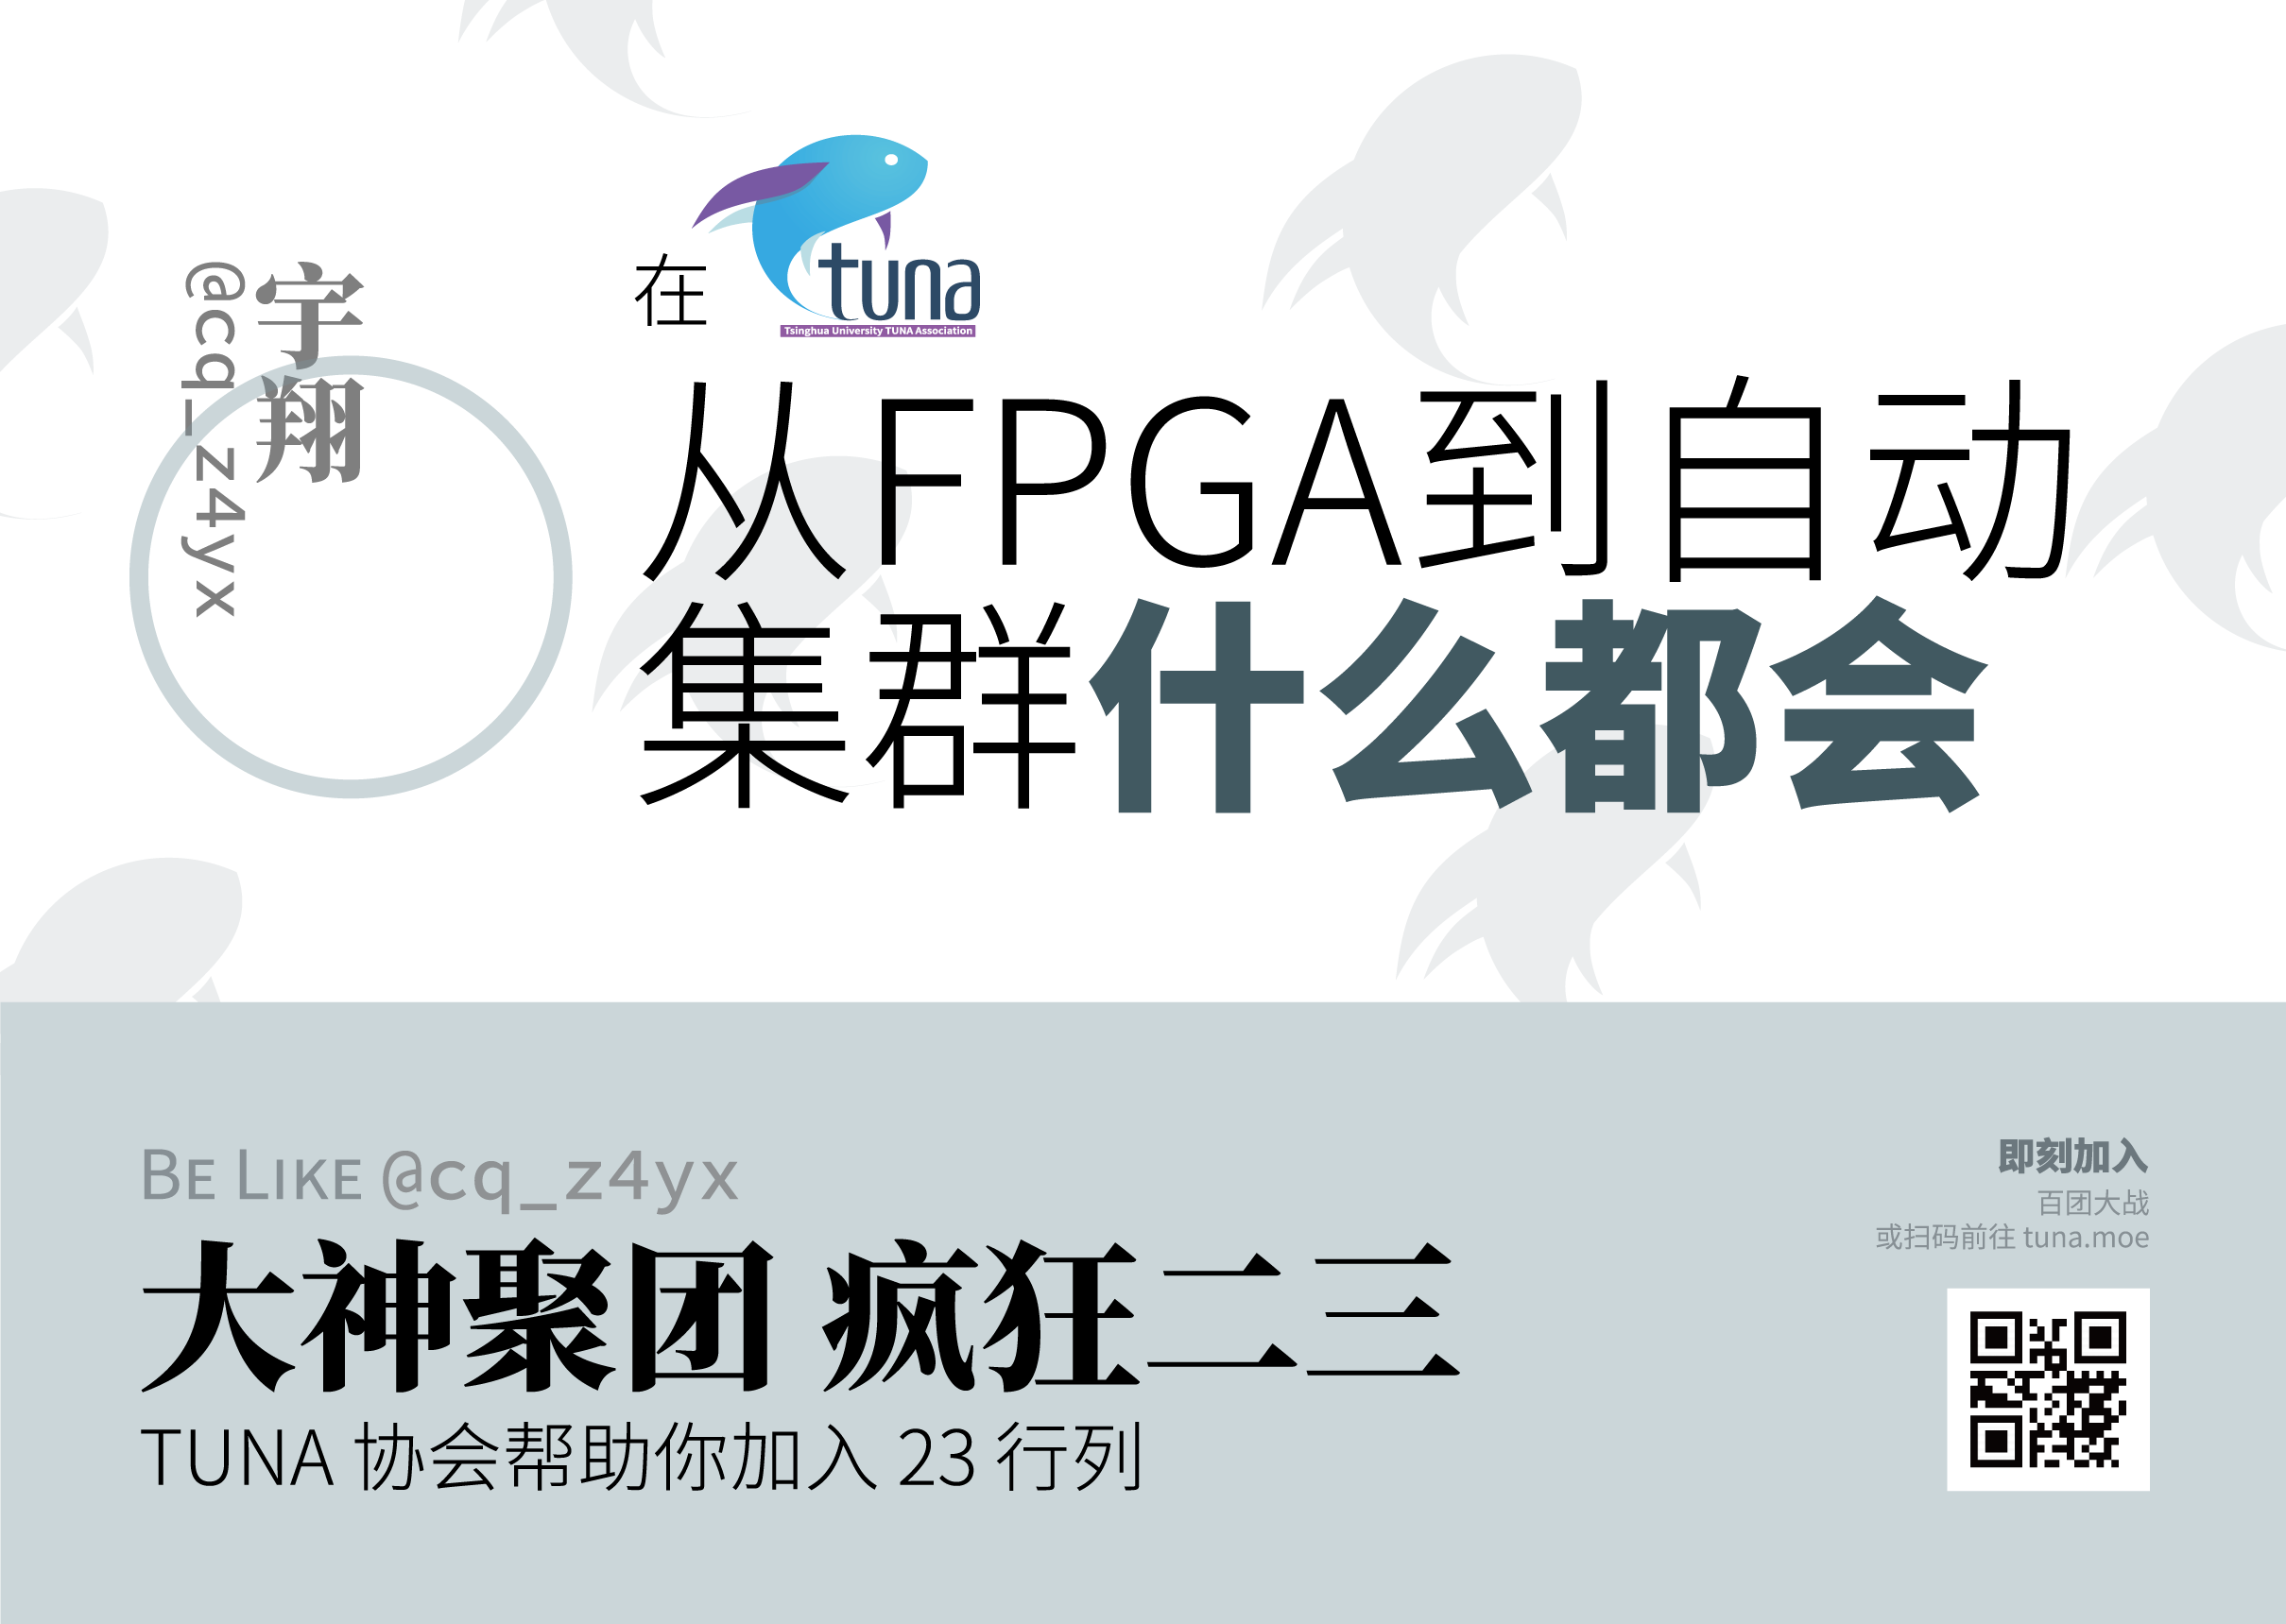 宇翔
@cq_z4yx
在
tuna
Tsinghua University TUNA Association
从FPGA到自动
集群什么都会
BE LIKE @cq_z4yx
大神聚团 疯狂二三
TUNA 协会帮助你加入 23 行列
即刻加入
百团大战
或扫码前往 tuna.moe